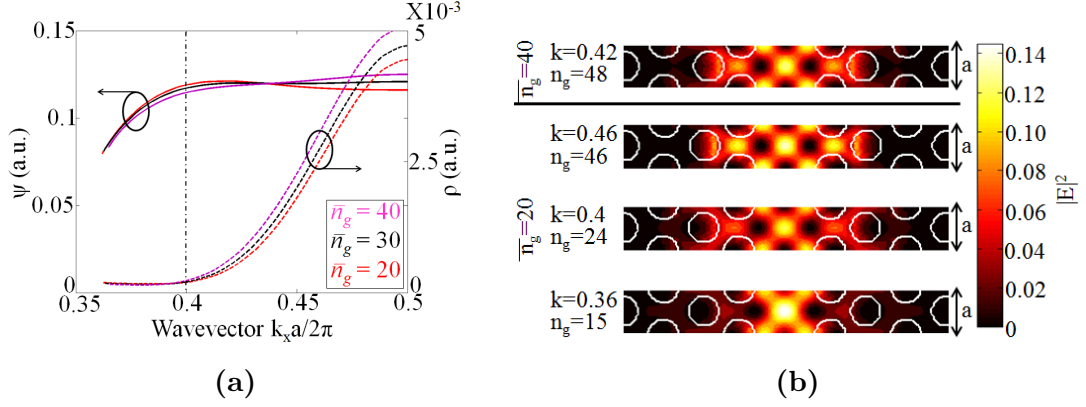 X10⁻³
0.15
0.1
0.05
0
ψ (a.u.)
5
2.5
0
ρ (a.u.)
n̄g = 40
n̄g = 30
n̄g = 20
0.35
0.4
0.45
0.5
Wavevector kₓa/2π
(a)
n̄g=40
k=0.42
ng=48
a
n̄g=20
k=0.46
ng=46
a
k=0.4
ng=24
a
k=0.36
ng=15
a
0.14
0.12
0.10
0.08
0.06
0.04
0.02
0
|E|²
(b)